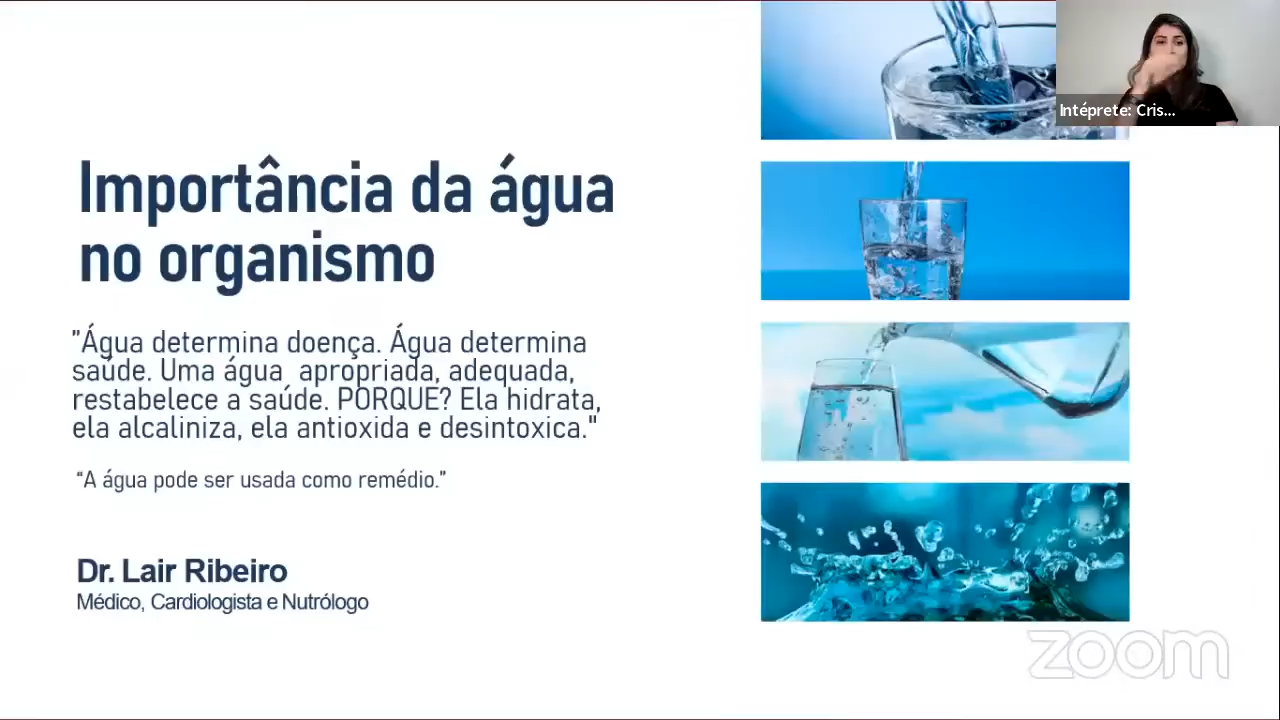 Intéprete: Cris...
Importância da água
no organismo
"Água determina doença. Água determina
saúde. Uma água apropriada, adequada,
restabelece a saúde. PORQUE? Ela hidrata,
ela alcaliniza, ela antioxida e desintoxica."
“A água pode ser usada como remédio.”
Dr. Lair Ribeiro
Médico, Cardiologista e Nutrólogo
zoom